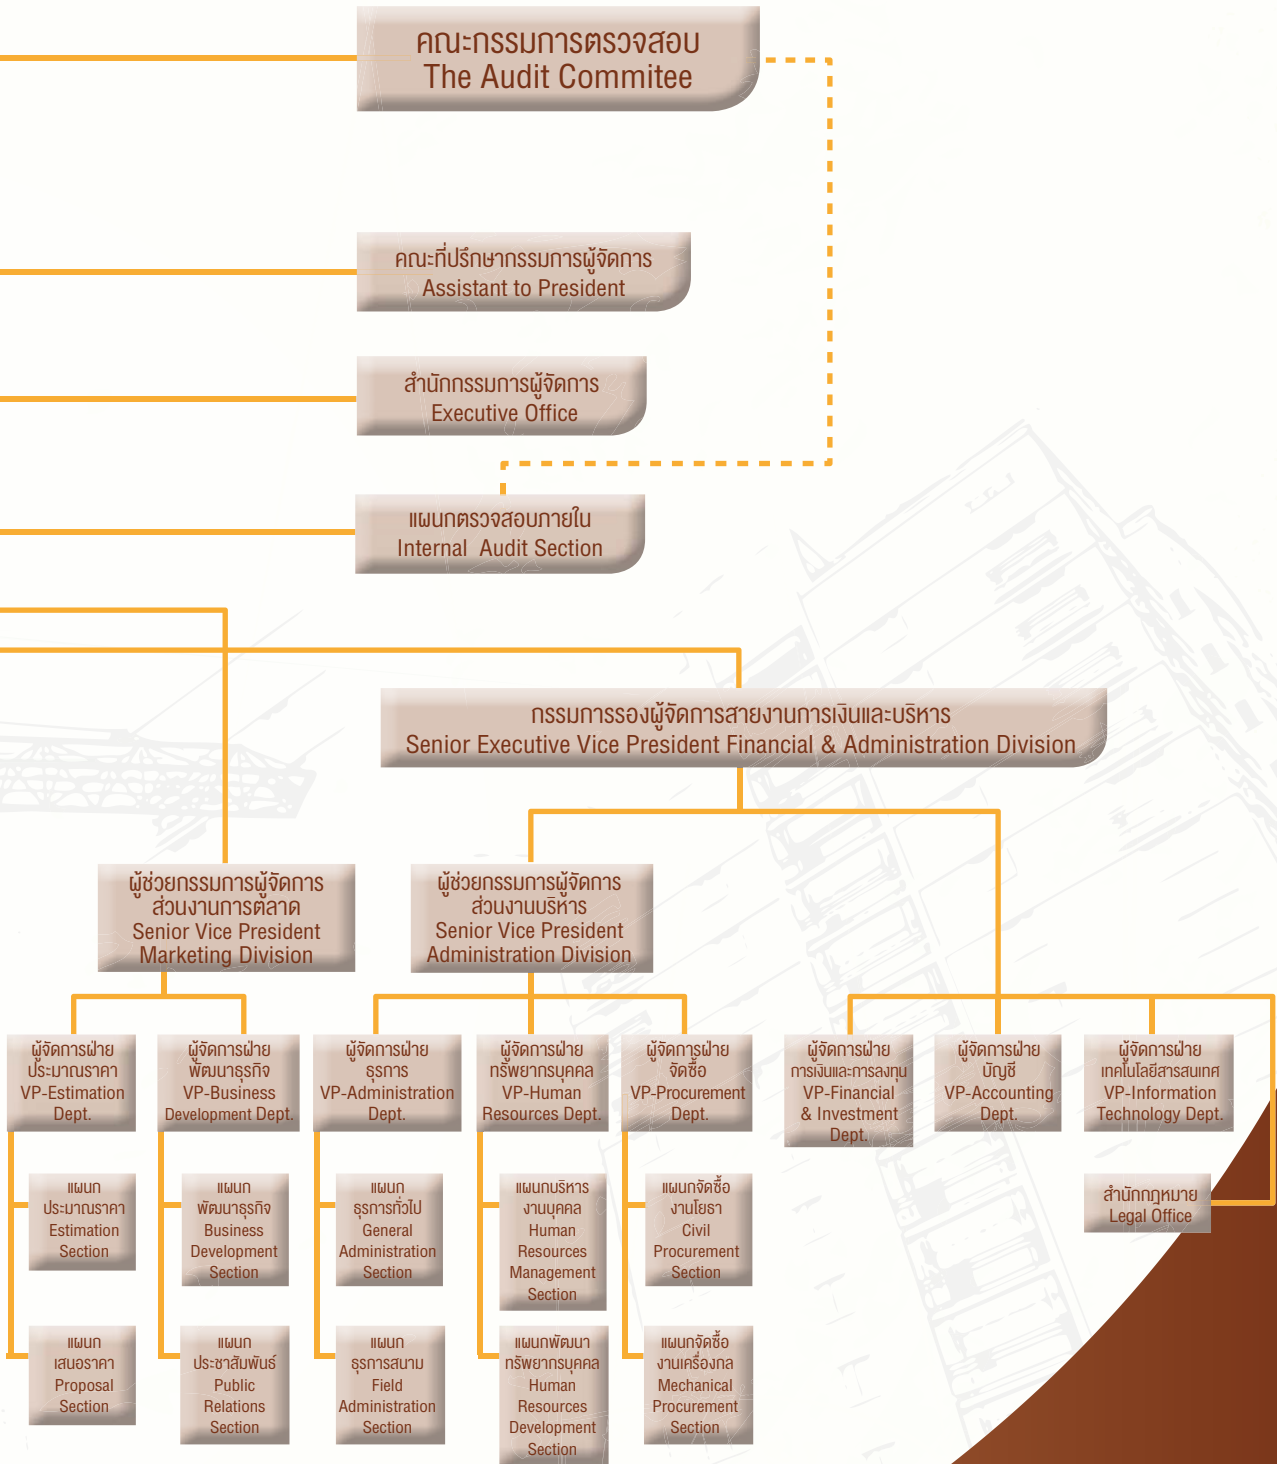 คณะกรรมการตรวจสอบ
The Audit Commitee
คณะที่ปรึกษากรรมการผู้จัดการ
Assistant to President
สำนักกรรมการผู้จัดการ
Executive Office
แผนกตรวจสอบภายใน
Internal Audit Section
กรรมการรองผู้จัดการสายงานการเงินและบริหาร
Senior Executive Vice President Financial & Administration Division
ผู้ช่วยกรรมการผู้จัดการ
ส่วนงานการตลาด
Senior Vice President
Marketing Division
ผู้ช่วยกรรมการผู้จัดการ
ส่วนงานบริหาร
Senior Vice President
Administration Division
ผู้จัดการฝ่าย
ประมาณราคา
VP-Estimation
Dept.
ผู้จัดการฝ่าย
พัฒนาธุรกิจ
VP-Business
Development Dept.
ผู้จัดการฝ่าย
ธุรการ
VP-Administration
Dept.
ผู้จัดการฝ่าย
ทรัพยากรบุคคล
VP-Human
Resources Dept.
ผู้จัดการฝ่าย
จัดซื้อ
VP-Procurement
Dept.
ผู้จัดการฝ่าย
การเงินและการลงทุน
VP-Financial
& Investment
Dept.
ผู้จัดการฝ่าย
บัญชี
VP-Accounting
Dept.
ผู้จัดการฝ่าย
เทคโนโลยีสารสนเทศ
VP-Information
Technology Dept.
แผนก
ประมาณราคา
Estimation
Section
แผนก
พัฒนาธุรกิจ
Business
Development
Section
แผนก
ธุรการทั่วไป
General
Administration
Section
แผนกบริหาร
งานบุคคล
Human
Resources
Management
Section
แผนกจัดซื้อ
งานโยธา
Civil
Procurement
Section
สำนักกฎหมาย
Legal Office
แผนก
เสนอราคา
Proposal
Section
แผนก
ประชาสัมพันธ์
Public
Relations
Section
แผนก
ธุรการสนาม
Field
Administration
Section
แผนกพัฒนา
ทรัพยากรบุคคล
Human
Resources
Development
Section
แผนกจัดซื้อ
งานเครื่องกล
Mechanical
Procurement
Section